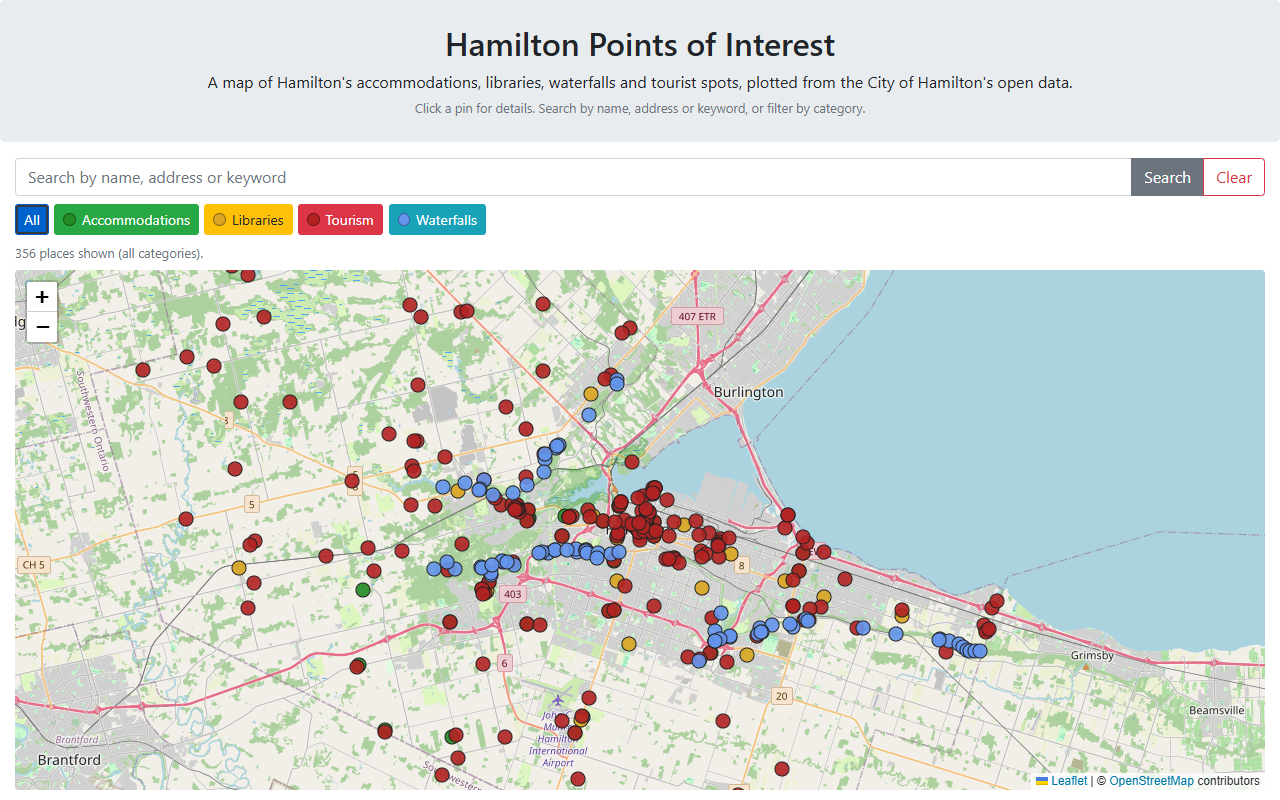 Hamilton Points of Interest
A map of Hamilton's accommodations, libraries, waterfalls and tourist spots, plotted from the City of Hamilton's open data.
Click a pin for details. Search by name, address or keyword, or filter by category.
Search by name, address or keyword
Search
Clear
All
Accommodations
Libraries
Tourism
Waterfalls
356 places shown (all categories).
+
−
407 ETR
Burlington
Southwestern Ontario
5
CH 5
8
403
6
20
Grimsby
Beamsville
Hamilton
International
Airport
Brantford
Brantford
Leaflet | © OpenStreetMap contributors